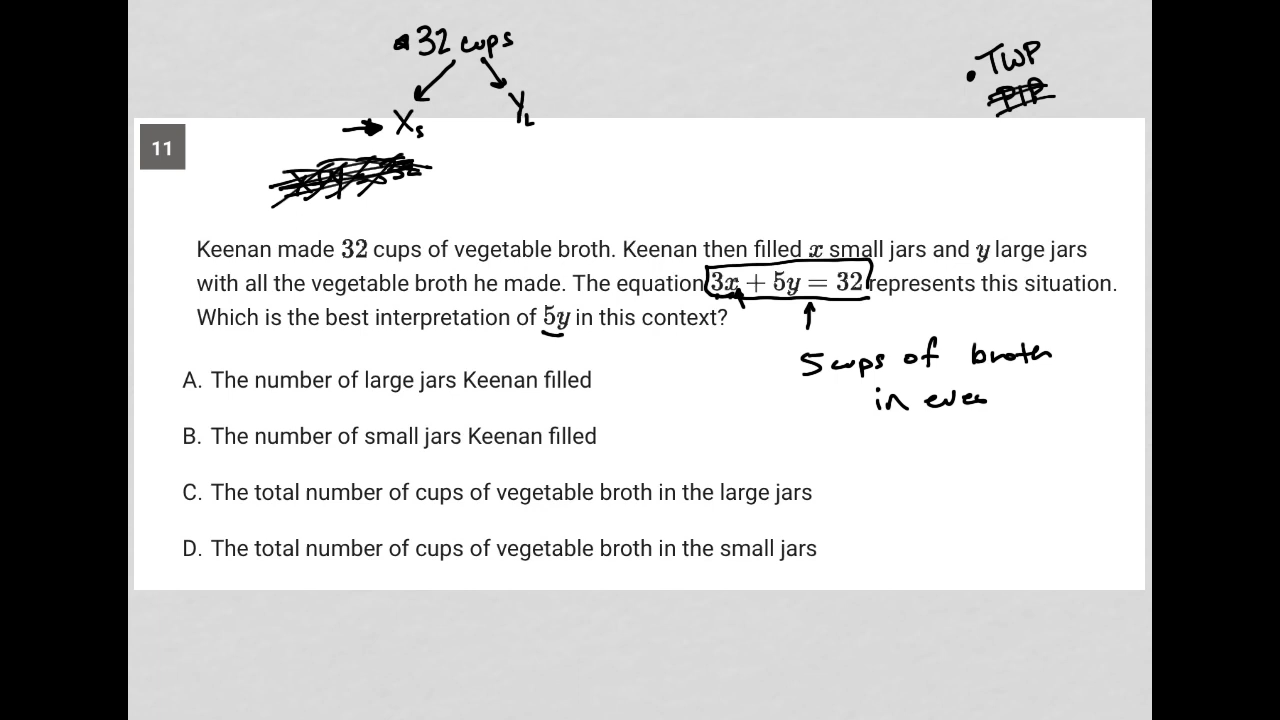 32 cups
TWP
PIP
Xs
YL
11
Keenan made 32 cups of vegetable broth. Keenan then filled x small jars and y large jars
with all the vegetable broth he made. The equation 3x + 5y = 32 represents this situation.
Which is the best interpretation of 5y in this context?
5 cups of broth
in eve
A. The number of large jars Keenan filled
B. The number of small jars Keenan filled
C. The total number of cups of vegetable broth in the large jars
D. The total number of cups of vegetable broth in the small jars